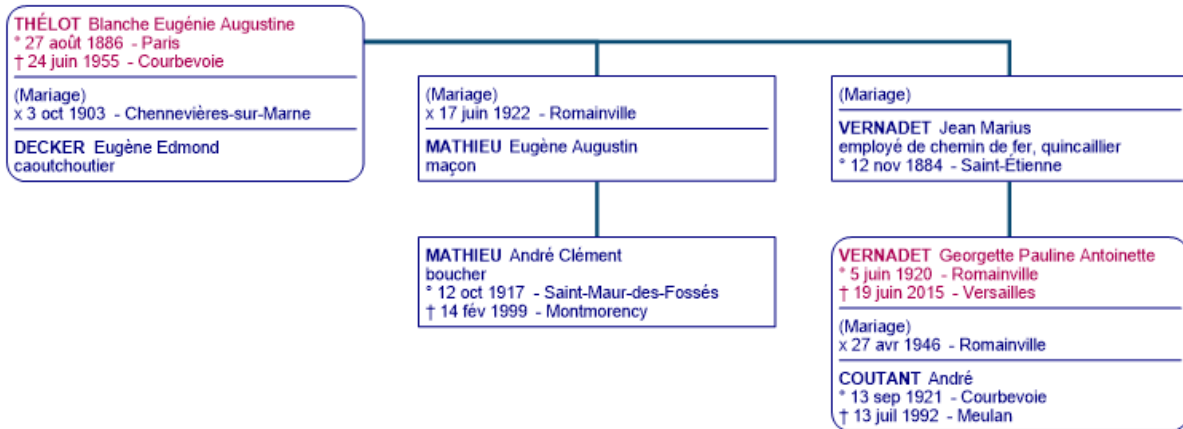 THÉLOT Blanche Eugénie Augustine
° 27 août 1886 - Paris
† 24 juin 1955 - Courbevoie
(Mariage)
x 3 oct 1903 - Chennevières-sur-Marne
DECKER Eugène Edmond
caoutchoutier
(Mariage)
x 17 juin 1922 - Romainville
MATHIEU Eugène Augustin
maçon
(Mariage)
VERNADET Jean Marius
employé de chemin de fer, quincaillier
° 12 nov 1884 - Saint-Étienne
MATHIEU André Clément
boucher
° 12 oct 1917 - Saint-Maur-des-Fossés
† 14 fév 1999 - Montmorency
VERNADET Georgette Pauline Antoinette
° 5 juin 1920 - Romainville
† 19 juin 2015 - Versailles
(Mariage)
x 27 avr 1946 - Romainville
COUTANT André
° 13 sep 1921 - Courbevoie
† 13 juil 1992 - Meulan